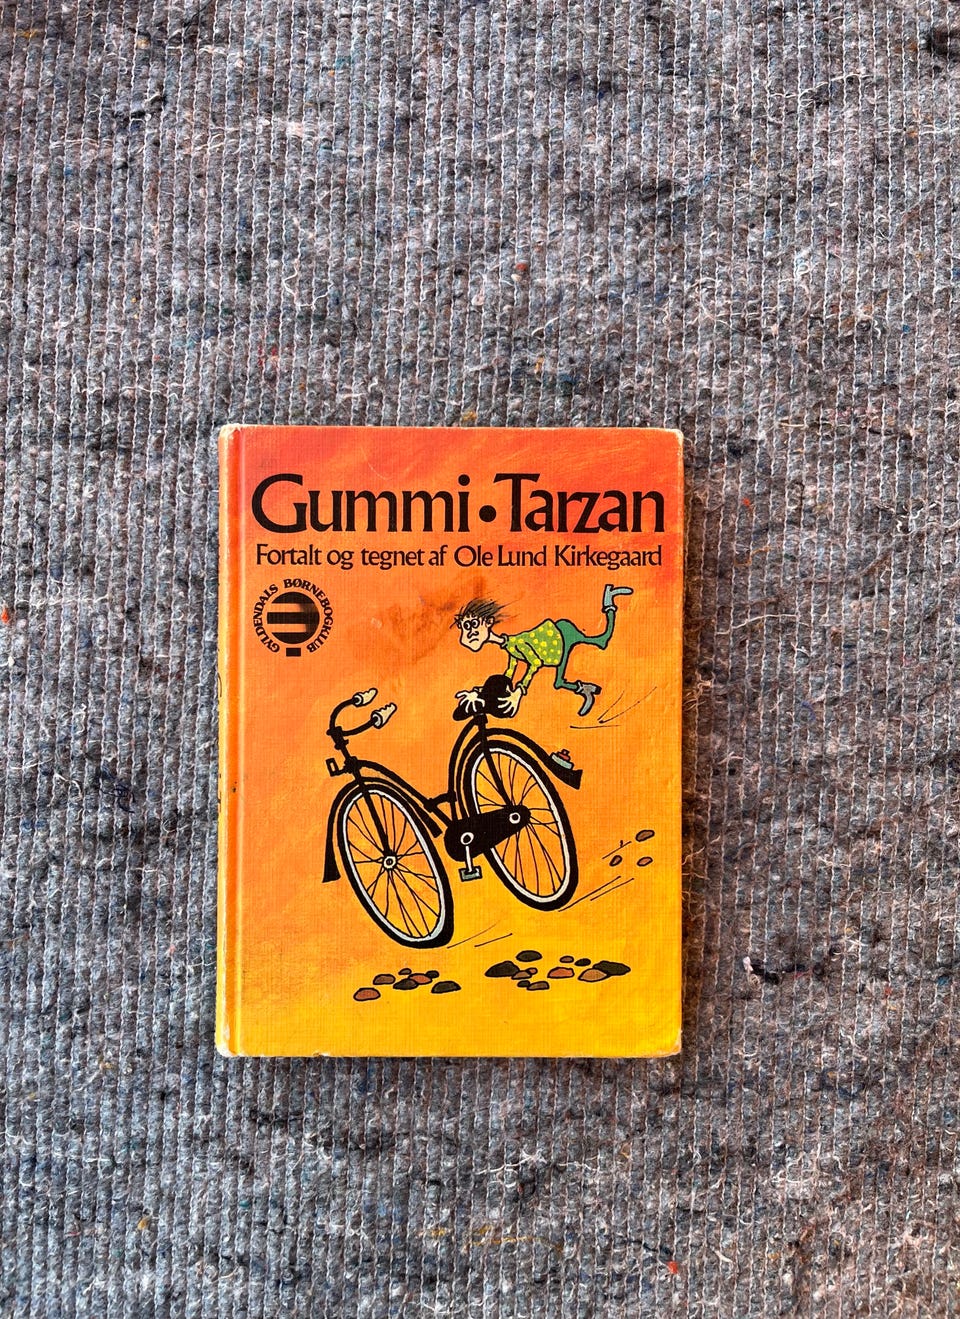 Gummi•Tarzan
Fortalt og tegnet af Ole Lund Kirkegaard
GYLDENDALS BØRNEBOGKLUB